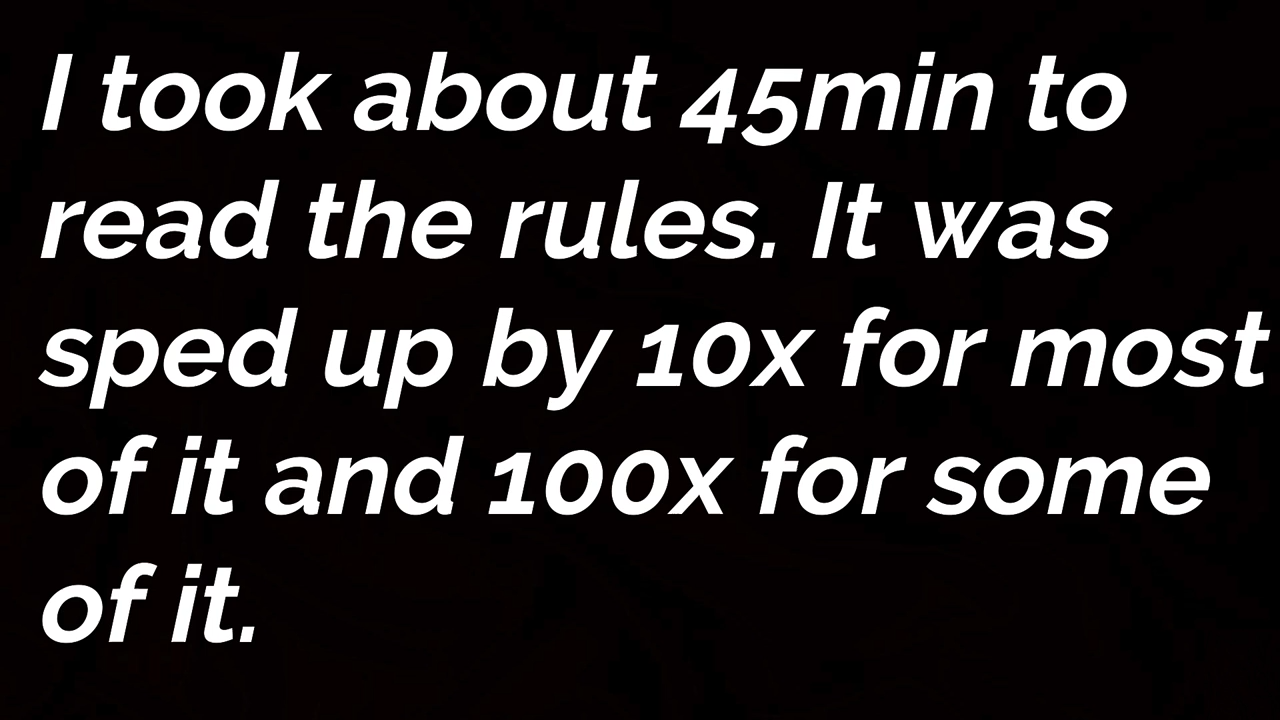 I took about 45min to
read the rules. It was
sped up by 10x for most
of it and 100x for some
of it.